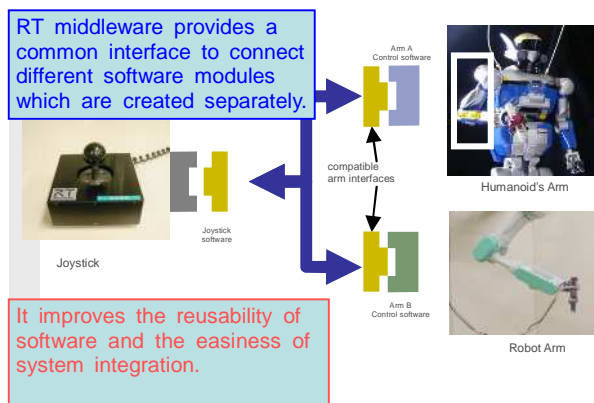 RT middleware provides a
common interface to connect
different software modules
which are created separately.
Arm A
Control software
Humanoid's Arm
compatible
arm interfaces
Joystick
software
RT
Joystick
Arm B
Control software
Robot Arm
It improves the reusability of
software and the easiness of
system integration.